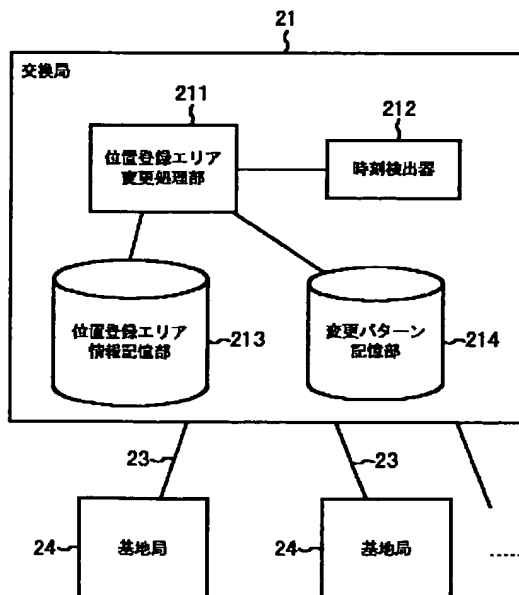 21
交換局
211
212
位置登録エリア
変更処理部
時刻検出器
位置登録エリア
情報記憶部
213
変更パターン
記憶部
214
23
23
24
基地局
24
基地局